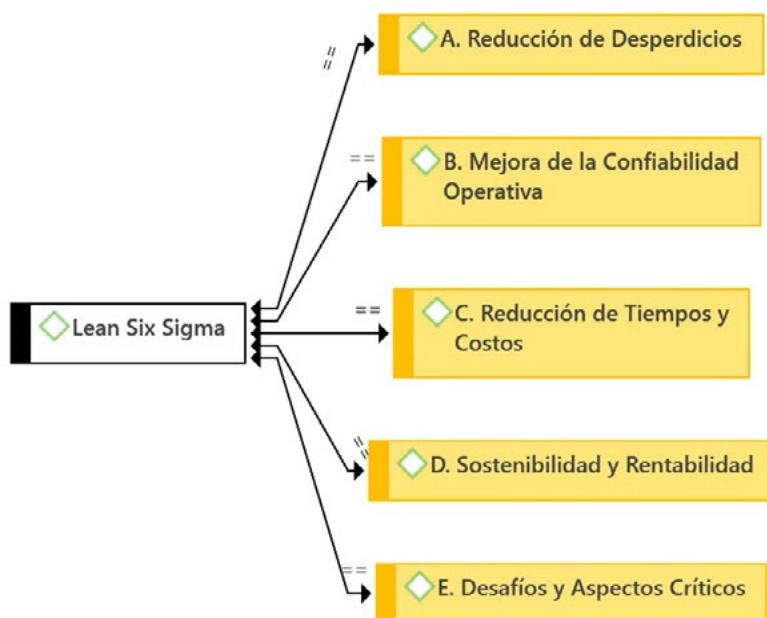 A. Reducción de Desperdicios
==
B. Mejora de la Confiabilidad
Operativa
==
Lean Six Sigma
==
C. Reducción de Tiempos y
Costos
==
D. Sostenibilidad y Rentabilidad
==
E. Desafíos y Aspectos Críticos